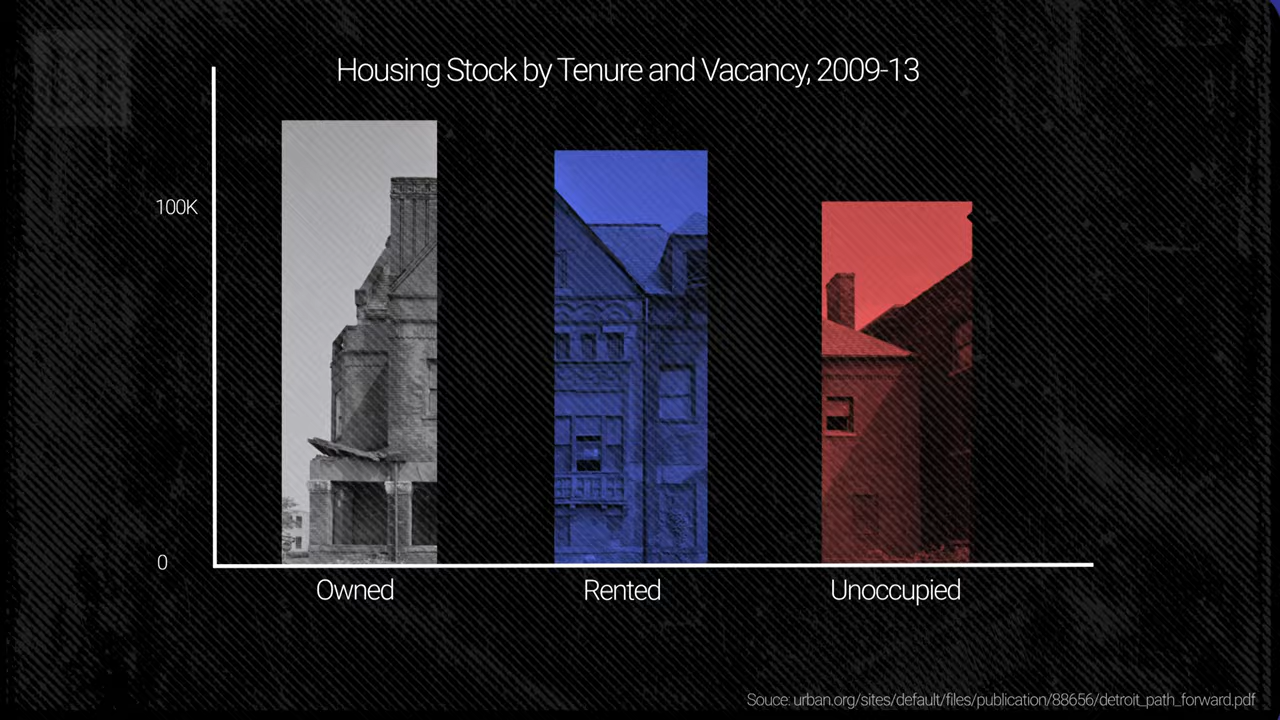 Housing Stock by Tenure and Vacancy, 2009-13
100K
0
Owned
Rented
Unoccupied
Souce: urban.org/sites/default/files/publication/88656/detroit_path_forward.pdf